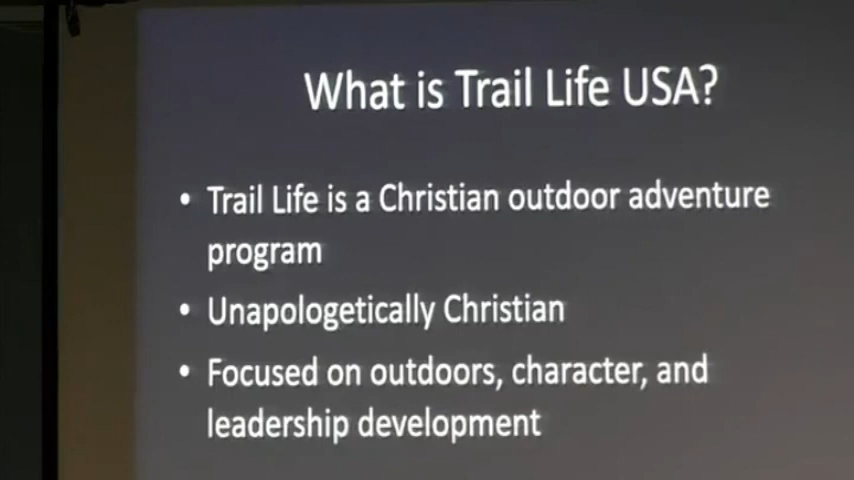 What is Trail Life USA?
• Trail Life is a Christian outdoor adventure
program
• Unapologetically Christian
• Focused on outdoors, character, and
leadership development